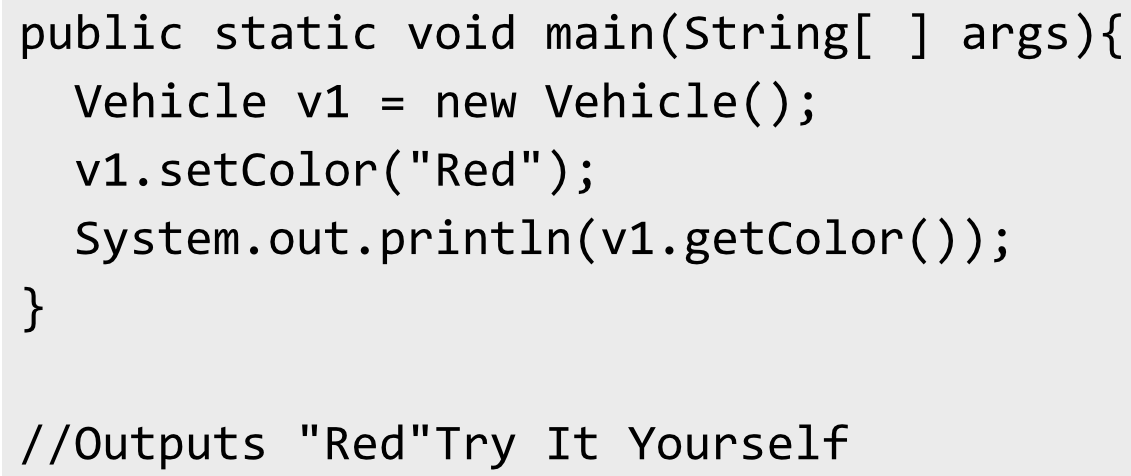 public static void main(String[ ] args){
  Vehicle v1 = new Vehicle();
  v1.setColor("Red");
  System.out.println(v1.getColor());
}

//Outputs "Red"Try It Yourself